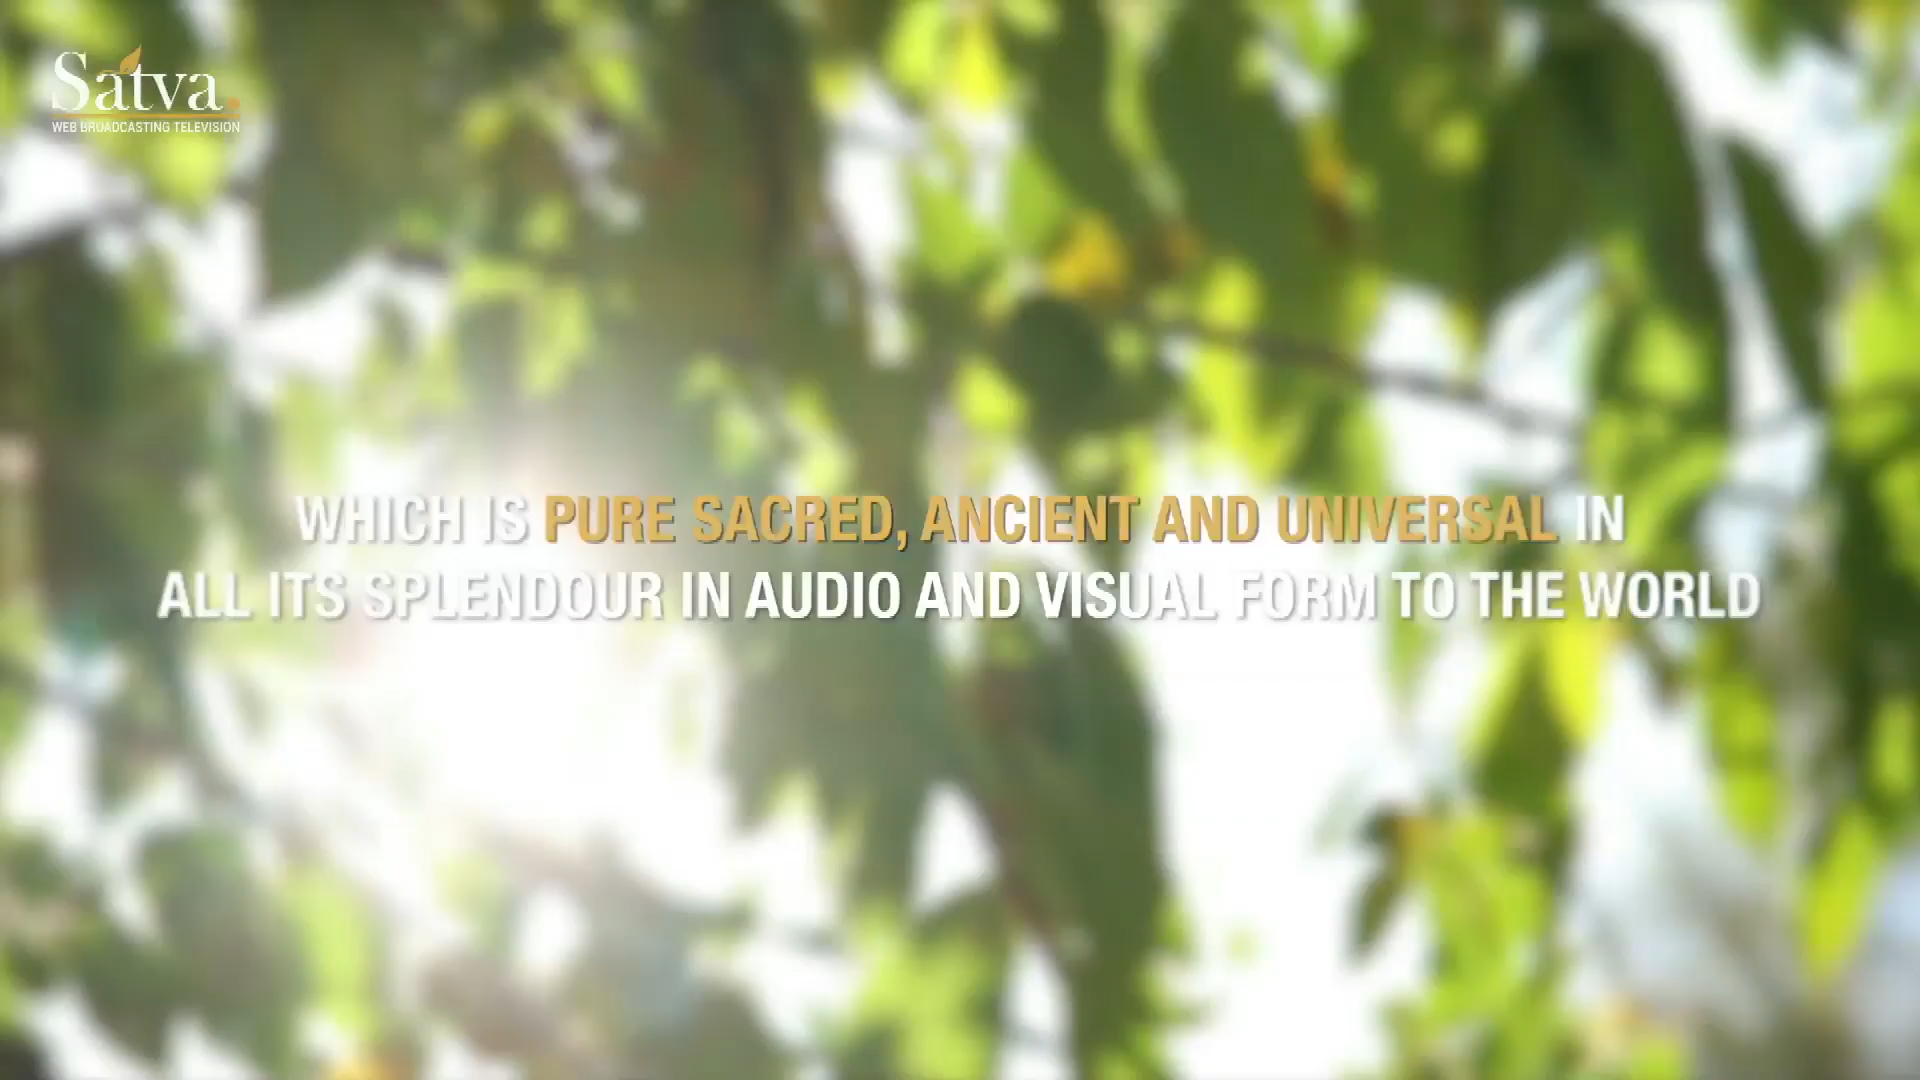 Satva.
WEB BROADCASTING TELEVISION
WHICH IS PURE SACRED, ANCIENT AND UNIVERSAL IN
ALL ITS SPLENDOUR IN AUDIO AND VISUAL FORM TO THE WORLD